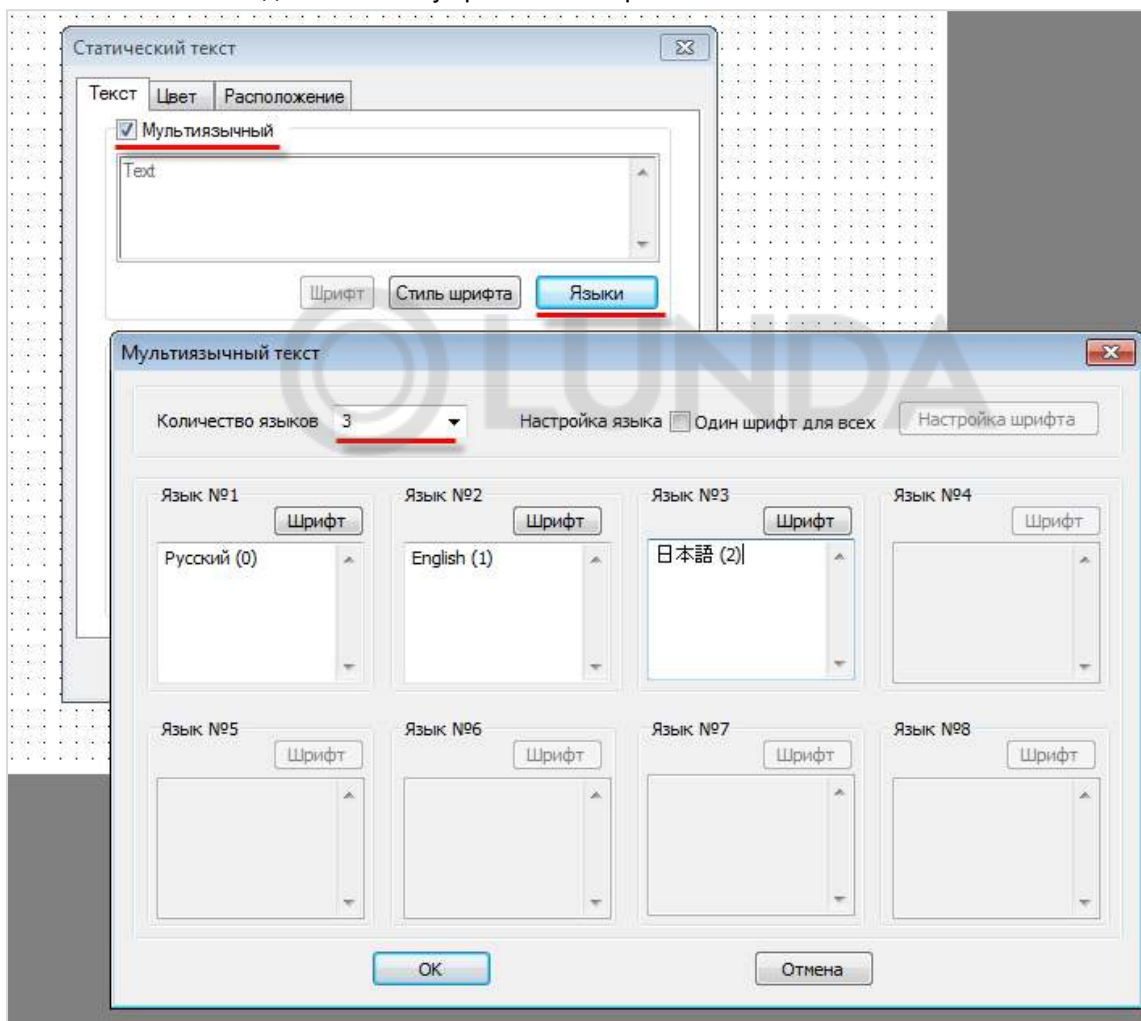 Статический текст
Текст Цвет Расположение
Мультиязычный
Text
Шрифт Стиль шрифта Языки
LUNDA
Мультиязычный текст
Количество языков 3 Настройка языка Один шрифт для всех Настройка шрифта
Язык №1 Язык №2 Язык №3 Язык №4
Шрифт Шрифт Шрифт Шрифт
Русский (0) English (1) 日本語 (2)
Язык №5 Язык №6 Язык №7 Язык №8
Шрифт Шрифт Шрифт Шрифт
OK Отмена